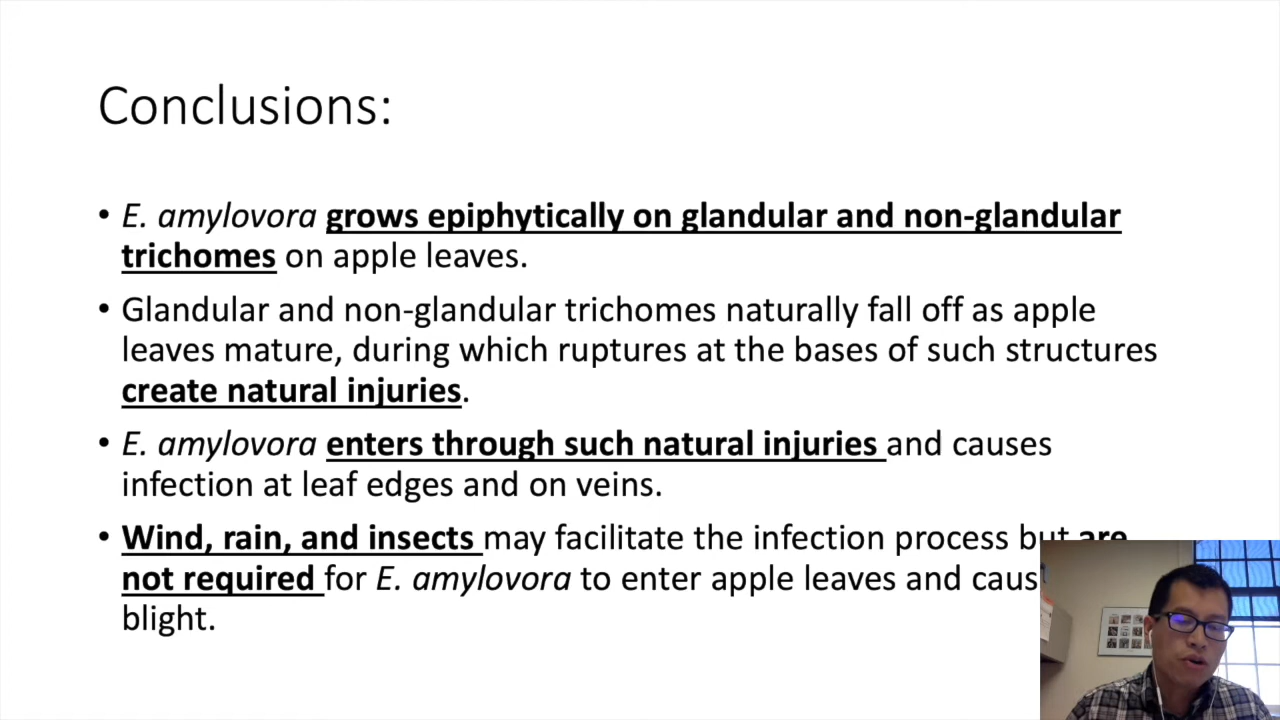 Conclusions:
• E. amylovora grows epiphytically on glandular and non-glandular
trichomes on apple leaves.
• Glandular and non-glandular trichomes naturally fall off as apple
leaves mature, during which ruptures at the bases of such structures
create natural injuries.
• E. amylovora enters through such natural injuries and causes
infection at leaf edges and on veins.
• Wind, rain, and insects may facilitate the infection process but are
not required for E. amylovora to enter apple leaves and caus
blight.